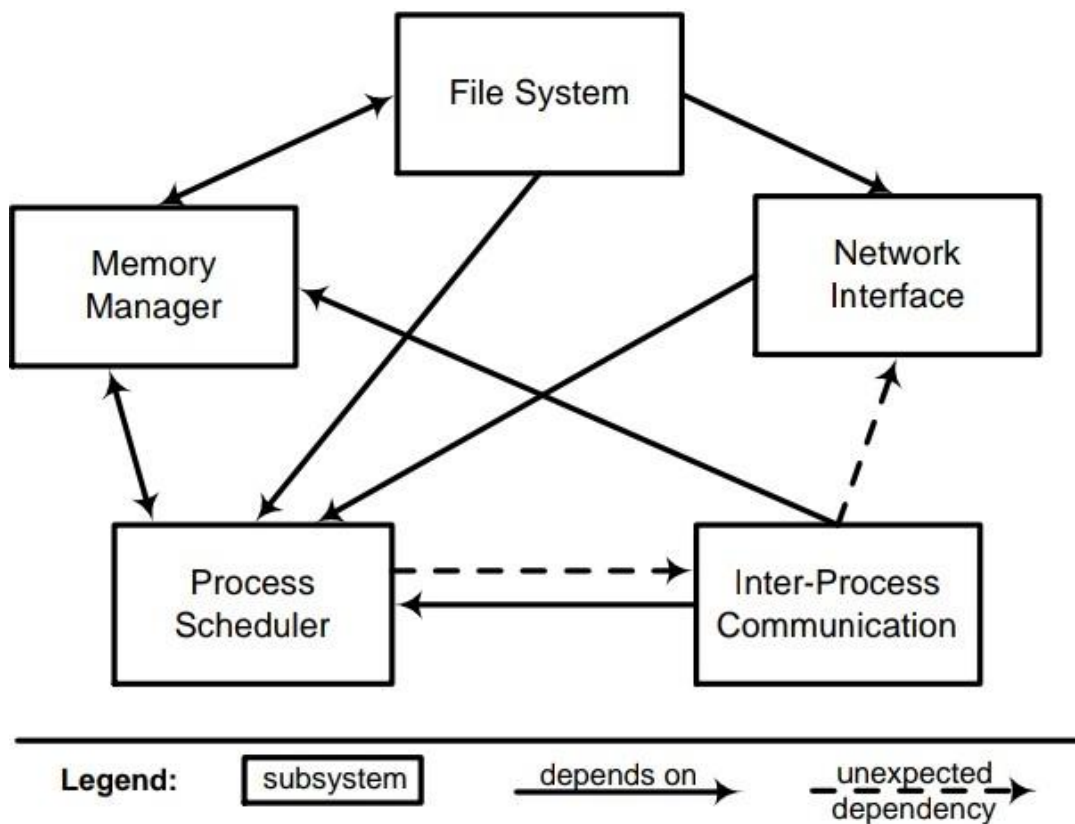 File System
Memory
Manager
Network
Interface
Process
Scheduler
Inter-Process
Communication
Legend:
subsystem
depends on
unexpected
dependency